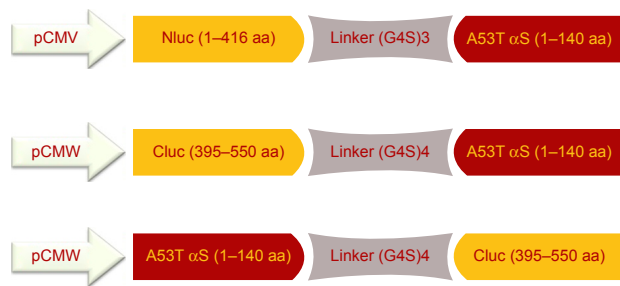 pCMV Nluc (1–416 aa) Linker (G4S)3 A53T αS (1–140 aa)
pCMW Cluc (395–550 aa) Linker (G4S)4 A53T αS (1–140 aa)
pCMW A53T αS (1–140 aa) Linker (G4S)4 Cluc (395–550 aa)